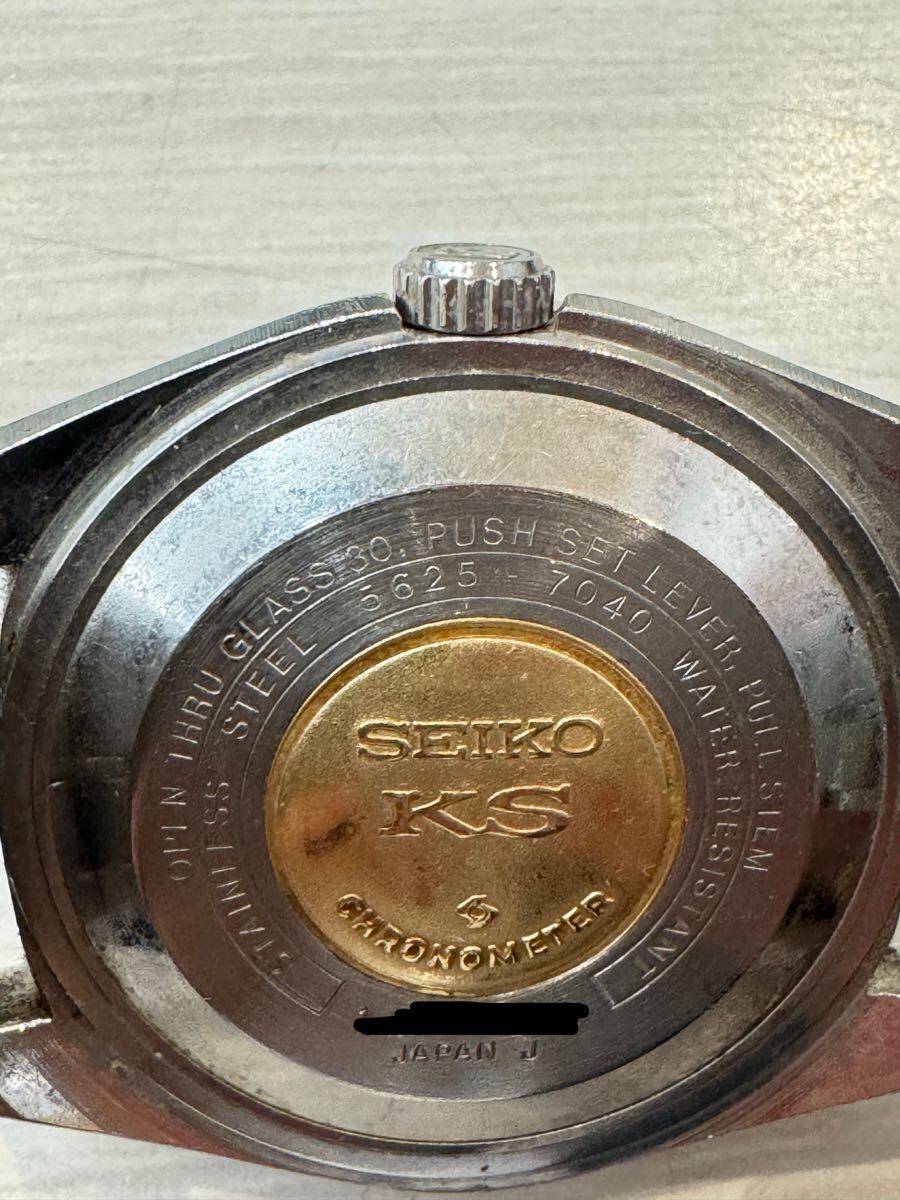 OPEN THRU GLASS 30, PUSH SET LEVER, PULL STEM
STAINLESS STEEL 5625-7040 WATER RESISTANT
SEIKO
KS
CHRONOMETER
JAPAN J